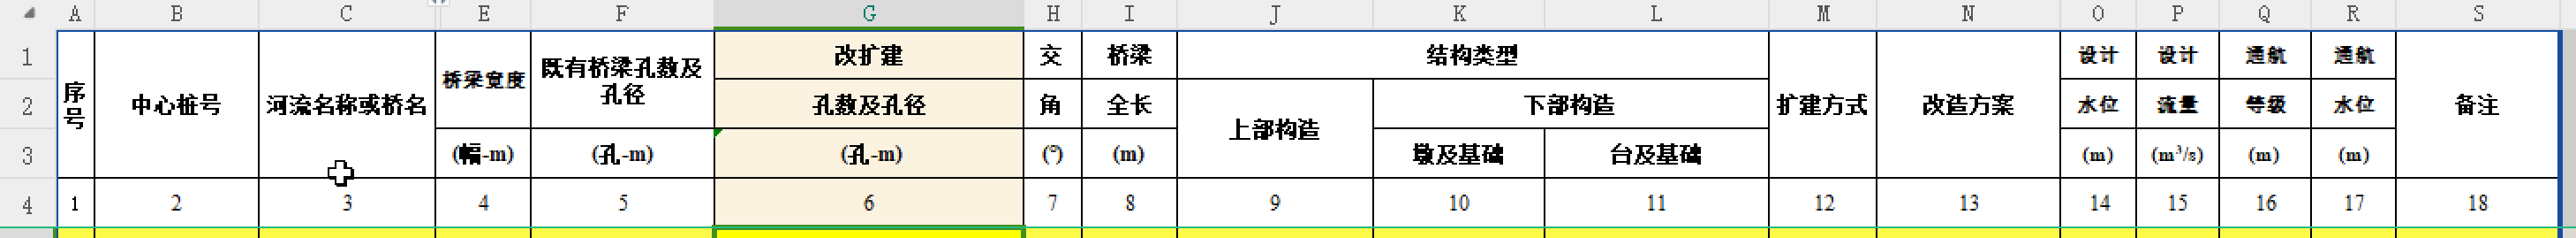 A B C E F G H I J K L M N O P Q R S
1 序号 中心桩号 河流名称或桥名 桥梁宽度 既有桥梁孔数及孔径 改扩建 交 桥梁 结构类型 扩建方式 改造方案 设计 设计 通航 通航 备注
2 孔数及孔径 角 全长 上部构造 下部构造 水位 流量 等级 水位
3 (幅-m) (孔-m) (孔-m) (°) (m) 墩及基础 台及基础 (m) (m³/s) (m) (m)
4 1 2 3 4 5 6 7 8 9 10 11 12 13 14 15 16 17 18